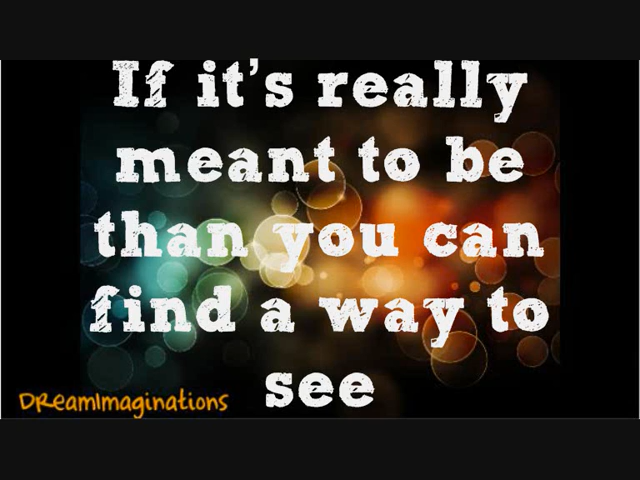 If it's really
meant to be
than you can
find a way to
see
DReamImaginations